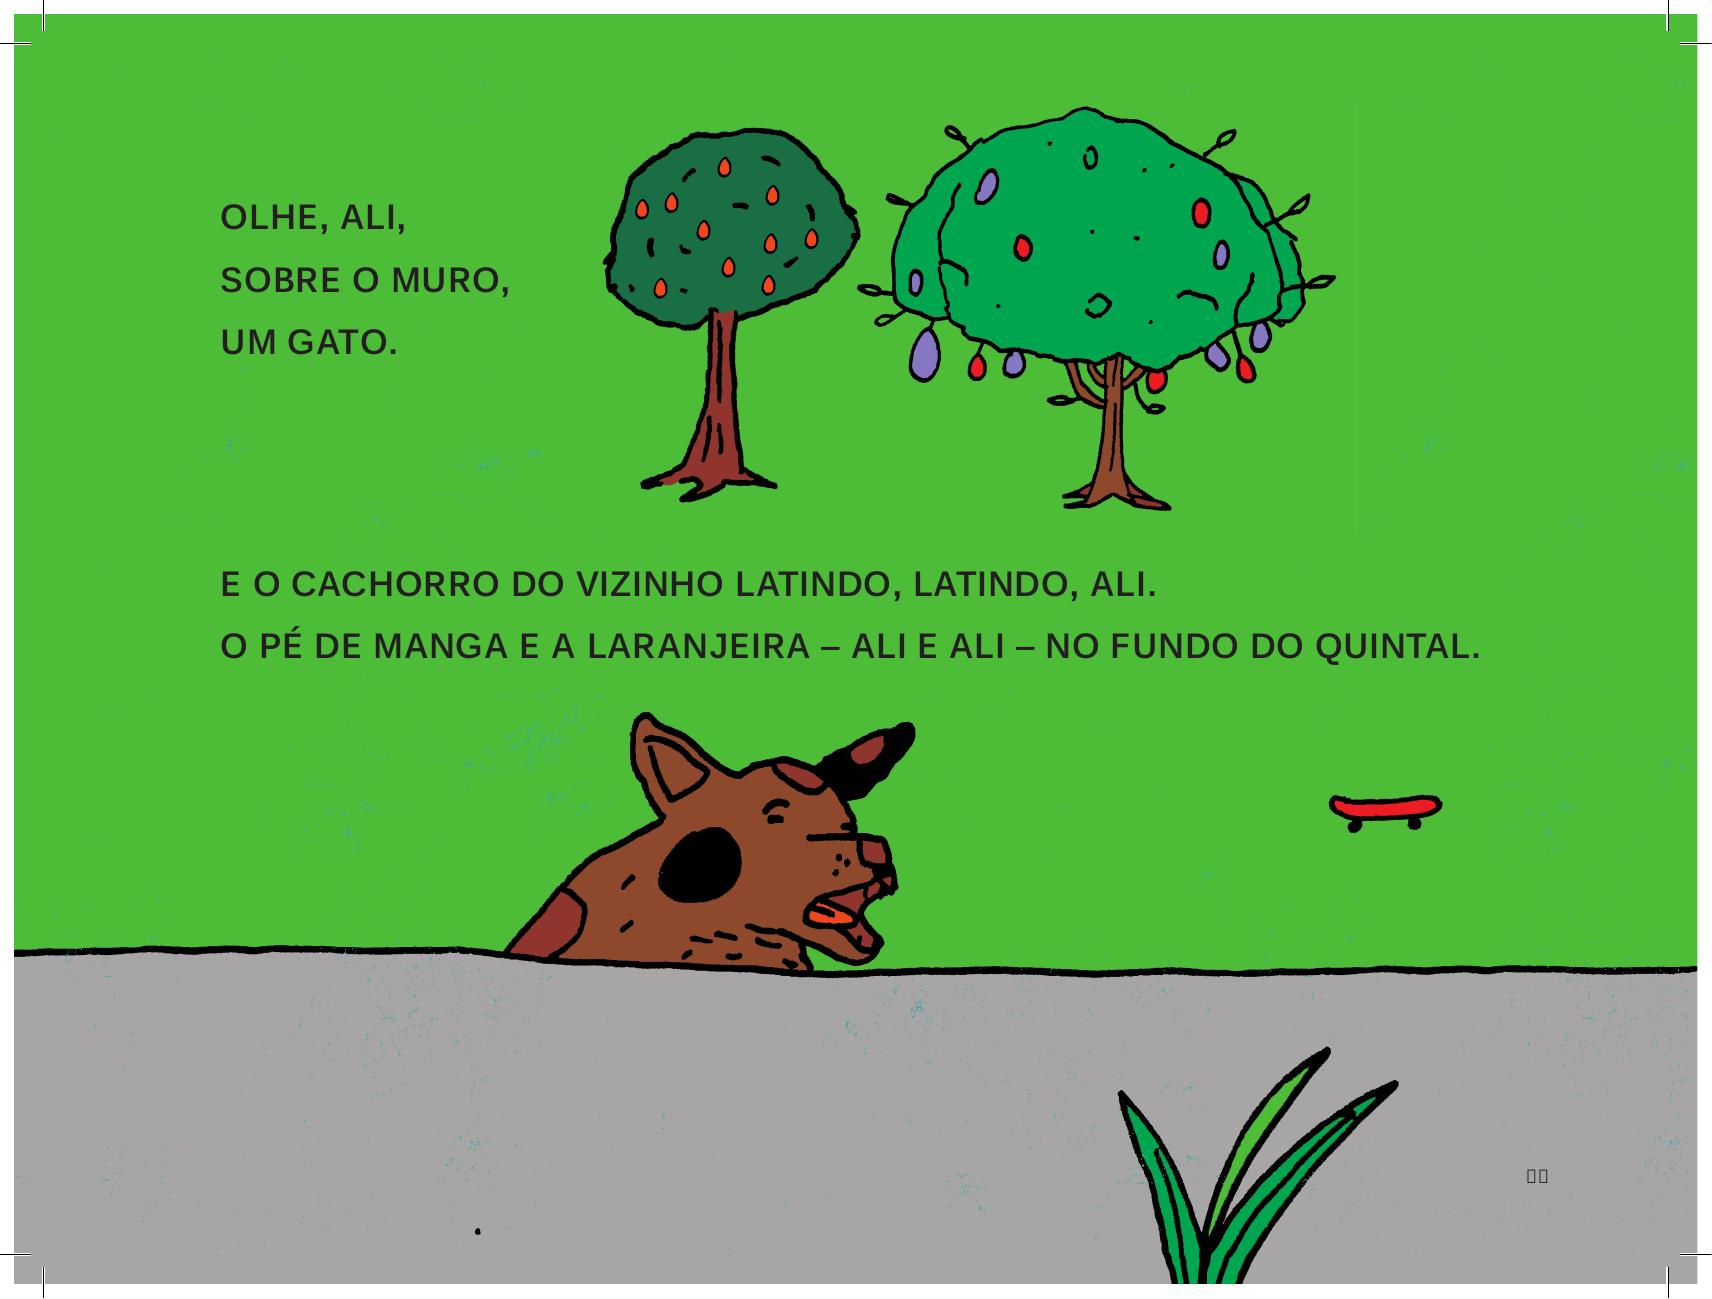 OLHE, ALI,
SOBRE O MURO,
UM GATO.
E O CACHORRO DO VIZINHO LATINDO, LATINDO, ALI.
O PÉ DE MANGA E A LARANJEIRA – ALI E ALI – NO FUNDO DO QUINTAL.